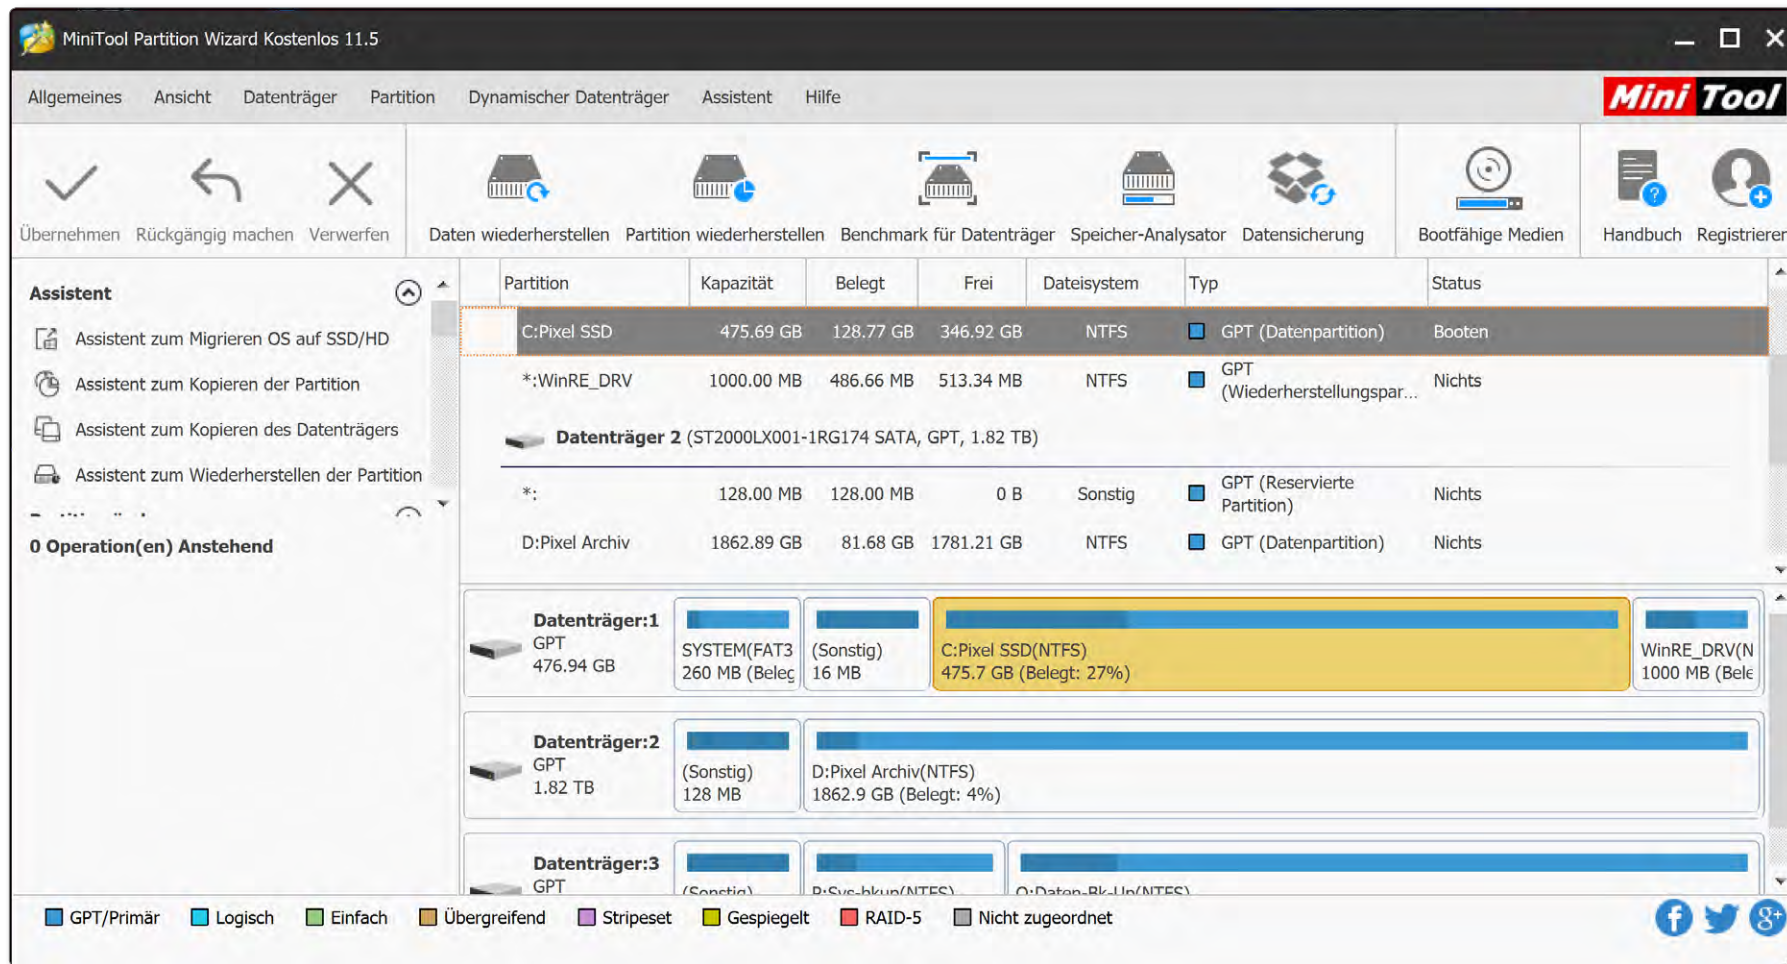 MiniTool Partition Wizard Kostenlos 11.5
Allgemeines Ansicht Datenträger Partition Dynamischer Datenträger Assistent Hilfe
Mini Tool
Übernehmen Rückgängig machen Verwerfen Daten wiederherstellen Partition wiederherstellen Benchmark für Datenträger Speicher-Analysator Datensicherung Bootfähige Medien Handbuch Registrieren
Assistent
Assistent zum Migrieren OS auf SSD/HD
Assistent zum Kopieren der Partition
Assistent zum Kopieren des Datenträgers
Assistent zum Wiederherstellen der Partition
0 Operation(en) Anstehend
Partition Kapazität Belegt Frei Dateisystem Typ Status
C:Pixel SSD 475.69 GB 128.77 GB 346.92 GB NTFS GPT (Datenpartition) Booten
*:WinRE_DRV 1000.00 MB 486.66 MB 513.34 MB NTFS GPT (Wiederherstellungspar... Nichts
Datenträger 2 (ST2000LX001-1RG174 SATA, GPT, 1.82 TB)
*: 128.00 MB 128.00 MB 0 B Sonstig GPT (Reservierte Partition) Nichts
D:Pixel Archiv 1862.89 GB 81.68 GB 1781.21 GB NTFS GPT (Datenpartition) Nichts
Datenträger:1
GPT
476.94 GB
SYSTEM(FAT3
260 MB (Beleg
(Sonstig)
16 MB
C:Pixel SSD(NTFS)
475.7 GB (Belegt: 27%)
WinRE_DRV(N
1000 MB (Bele
Datenträger:2
GPT
1.82 TB
(Sonstig)
128 MB
D:Pixel Archiv(NTFS)
1862.9 GB (Belegt: 4%)
Datenträger:3
GPT
(Sonstig)
GPT/Primär Logisch Einfach Übergreifend Stripeset Gespiegelt RAID-5 Nicht zugeordnet